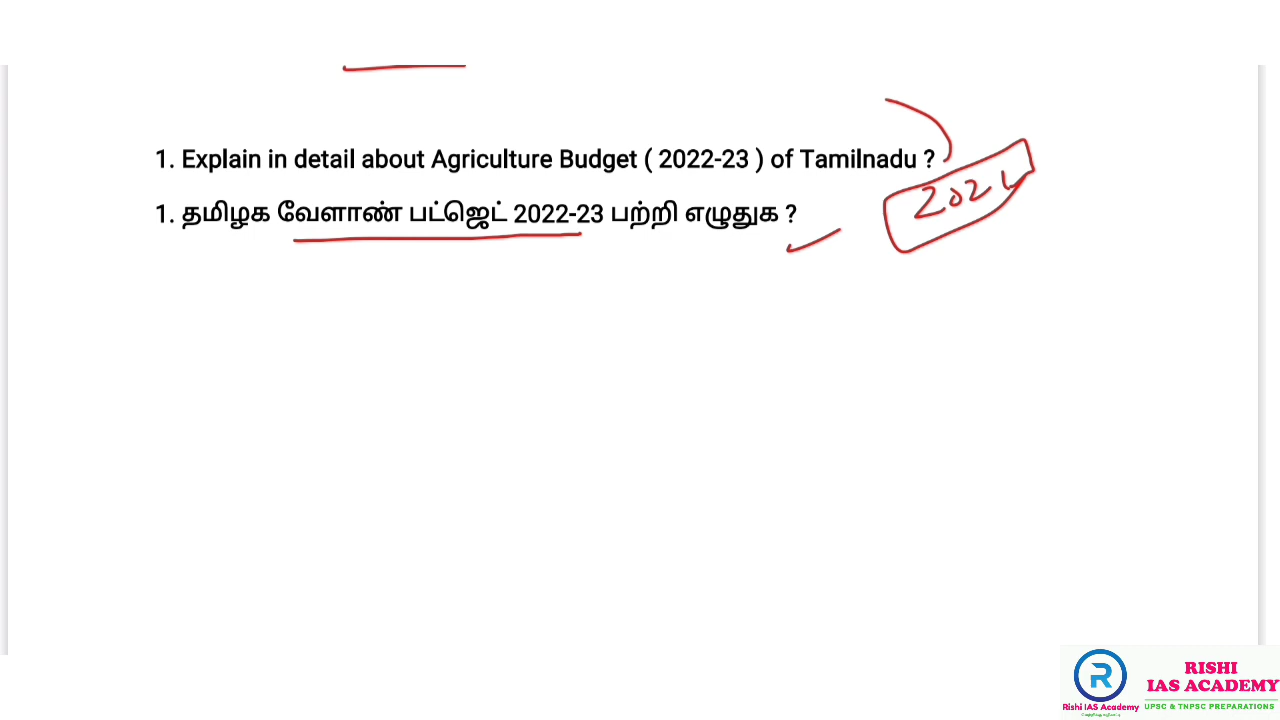 1. Explain in detail about Agriculture Budget ( 2022-23 ) of Tamilnadu ?
1. தமிழக வேளாண் பட்ஜெட் 2022-23 பற்றி எழுதுக ?
RISHI
IAS ACADEMY
Rishi IAS Academy
UPSC & TNPSC PREPARATIONS